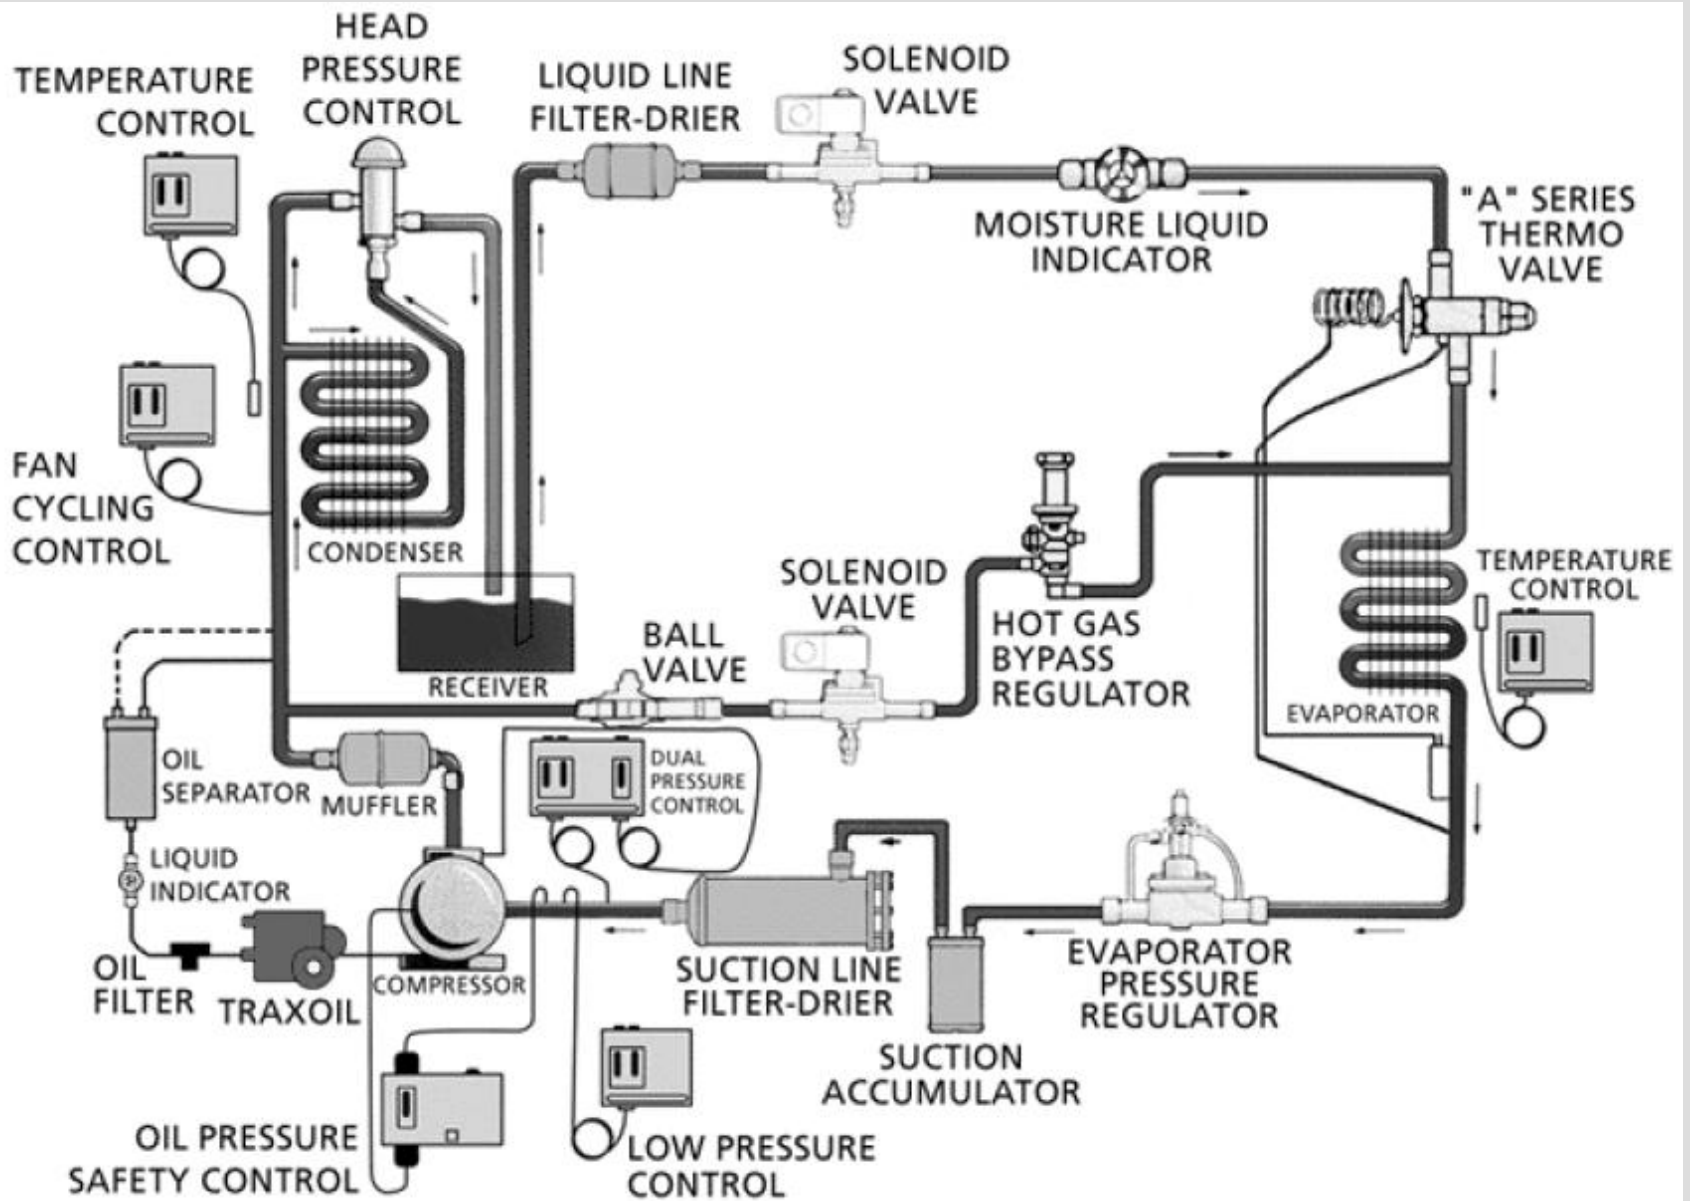 HEAD
PRESSURE
CONTROL
TEMPERATURE
CONTROL
LIQUID LINE
FILTER-DRIER
SOLENOID
VALVE
MOISTURE LIQUID
INDICATOR
"A" SERIES
THERMO
VALVE
FAN
CYCLING
CONTROL
CONDENSER
RECEIVER
BALL
VALVE
SOLENOID
VALVE
HOT GAS
BYPASS
REGULATOR
TEMPERATURE
CONTROL
EVAPORATOR
OIL
SEPARATOR
MUFFLER
DUAL
PRESSURE
CONTROL
LIQUID
INDICATOR
OIL
FILTER
TRAXOIL
COMPRESSOR
SUCTION LINE
FILTER-DRIER
EVAPORATOR
PRESSURE
REGULATOR
SUCTION
ACCUMULATOR
OIL PRESSURE
SAFETY CONTROL
LOW PRESSURE
CONTROL